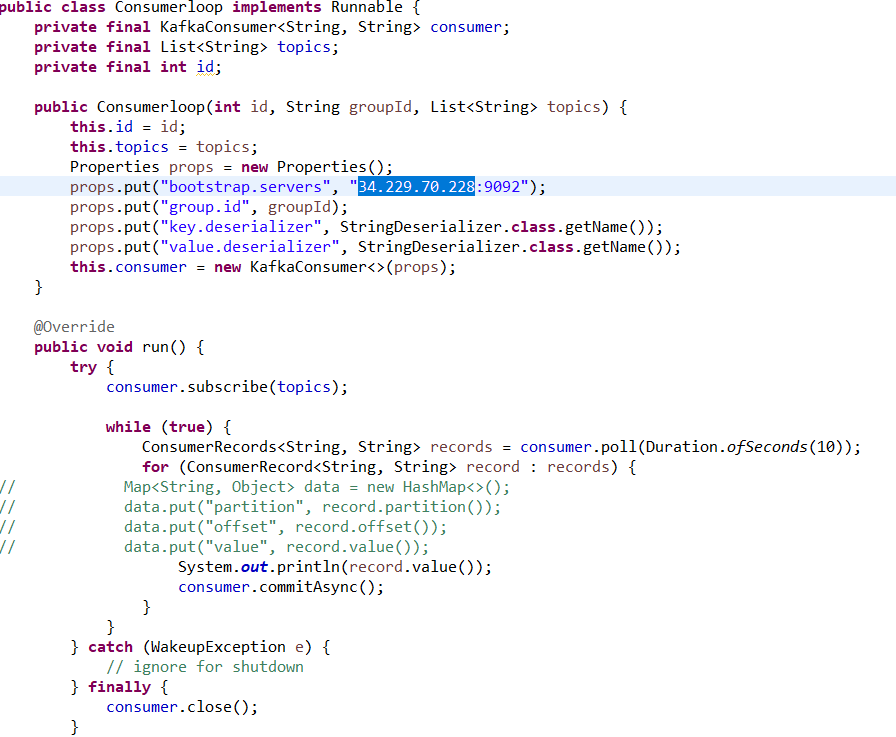 public class Consumerloop implements Runnable {
    private final KafkaConsumer<String, String> consumer;
    private final List<String> topics;
    private final int id;

    public Consumerloop(int id, String groupId, List<String> topics) {
        this.id = id;
        this.topics = topics;
        Properties props = new Properties();
        props.put("bootstrap.servers", "34.229.70.228:9092");
        props.put("group.id", groupId);
        props.put("key.deserializer", StringDeserializer.class.getName());
        props.put("value.deserializer", StringDeserializer.class.getName());
        this.consumer = new KafkaConsumer<>(props);
    }

    @Override
    public void run() {
        try {
            consumer.subscribe(topics);

            while (true) {
                ConsumerRecords<String, String> records = consumer.poll(Duration.ofSeconds(10));
                for (ConsumerRecord<String, String> record : records) {
//            Map<String, Object> data = new HashMap<>();
//            data.put("partition", record.partition());
//            data.put("offset", record.offset());
//            data.put("value", record.value());
                    System.out.println(record.value());
                    consumer.commitAsync();
                }
            }
        } catch (WakeupException e) {
            // ignore for shutdown
        } finally {
            consumer.close();
        }